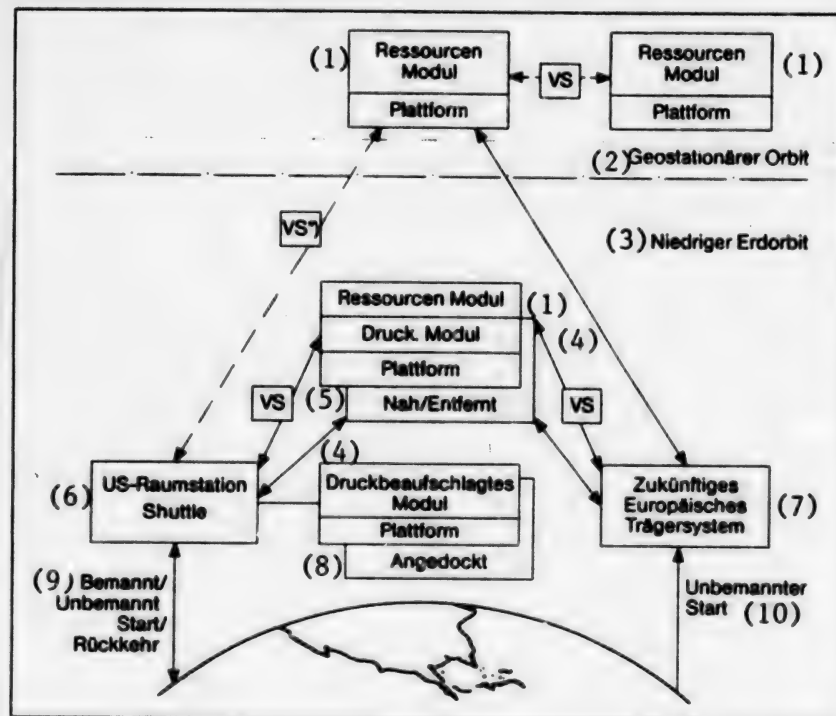 (1) Ressourcen Modul
Plattform
VS
Ressourcen Modul (1)
Plattform
(2) Geostationärer Orbit
VS*)
(3) Niedriger Erdorbit
Ressourcen Modul (1)
Druck. Modul
(4)
Plattform
VS
(5) Nah/Entfernt
VS
(4)
(6) US-Raumstation
Shuttle
Druckbeaufschlagtes
Modul
Plattform
(8) Angedockt
Zukünftiges
Europäisches
Trägersystem
(7)
(9) Bemannt/
Unbemannt
Start/
Rückkehr
Unbemannter
Start (10)